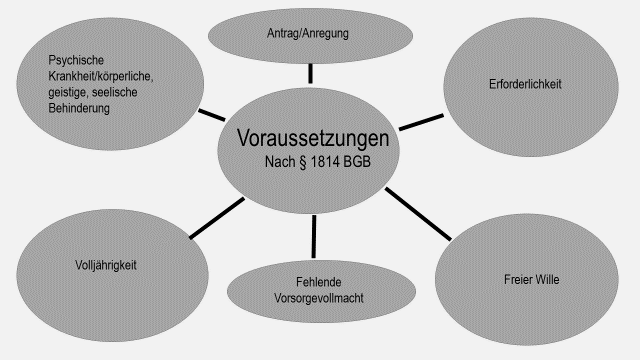 Antrag/Anregung
Psychische
Krankheit/körperliche,
geistige, seelische
Behinderung
Erforderlichkeit
Voraussetzungen
Nach § 1814 BGB
Volljährigkeit
Fehlende
Vorsorgevollmacht
Freier Wille